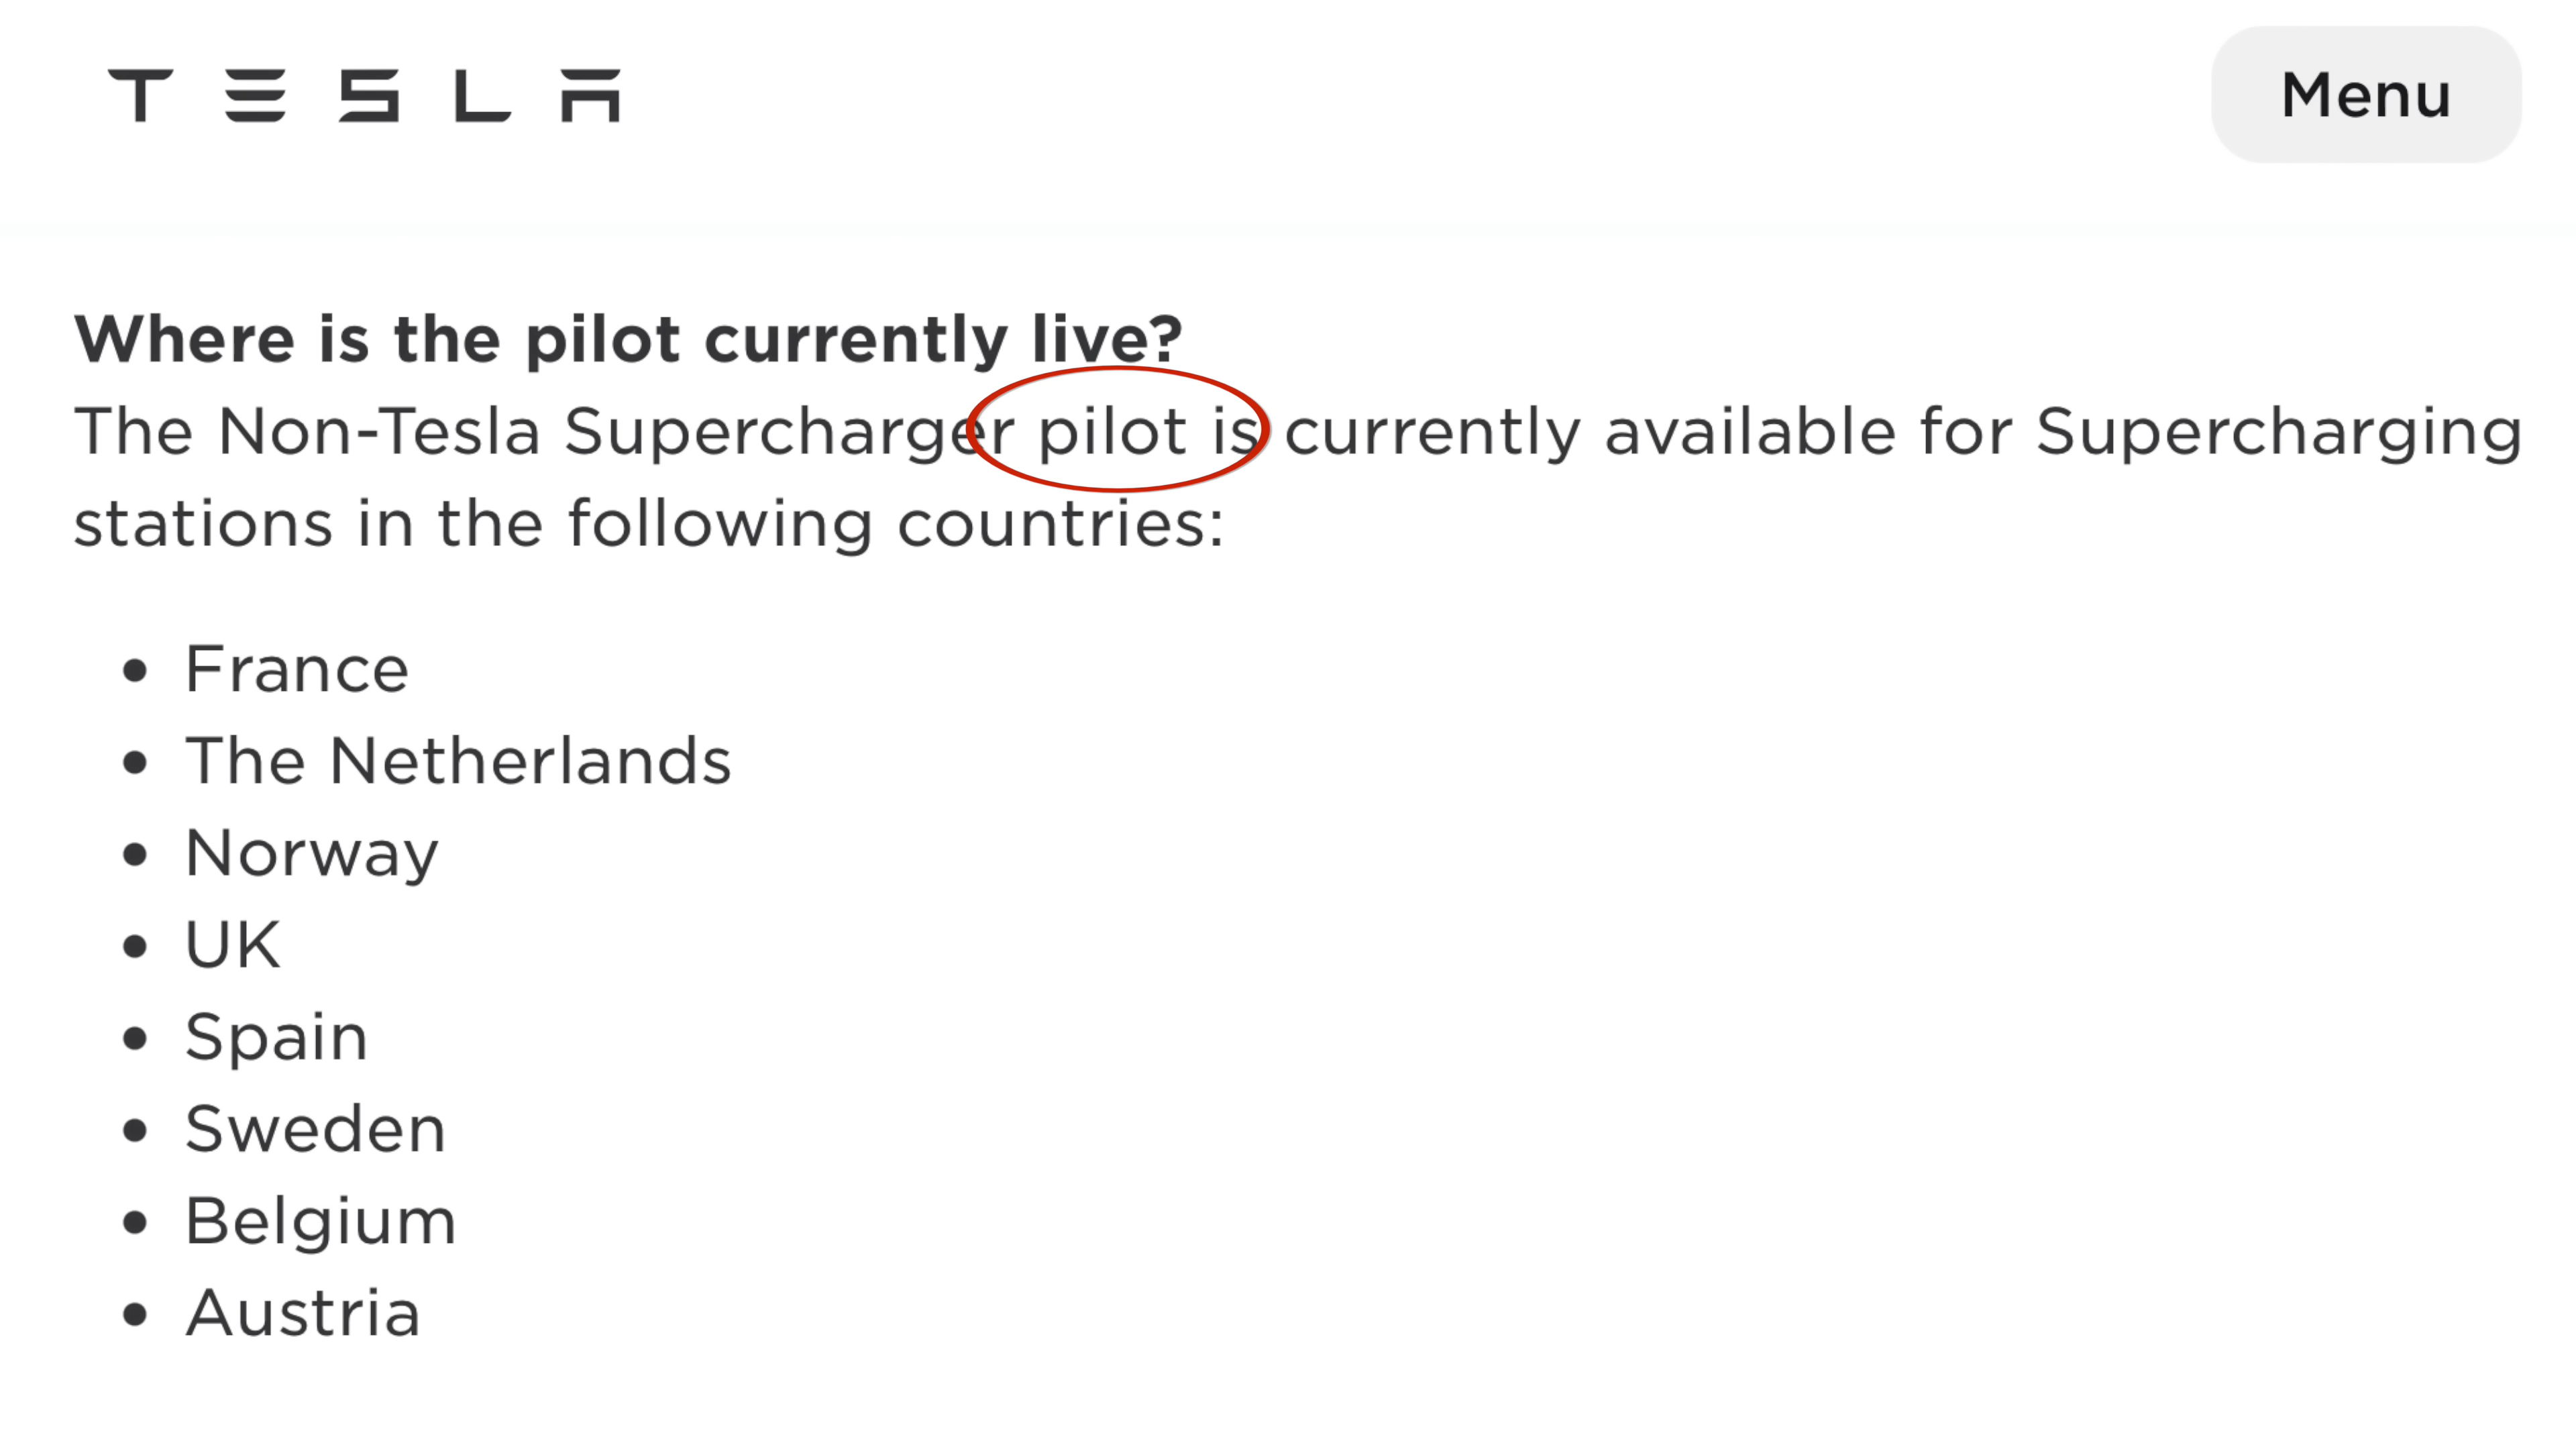 TESLA
Menu
Where is the pilot currently live?
The Non-Tesla Supercharger pilot is currently available for Supercharging
stations in the following countries:
• France
• The Netherlands
• Norway
• UK
• Spain
• Sweden
• Belgium
• Austria